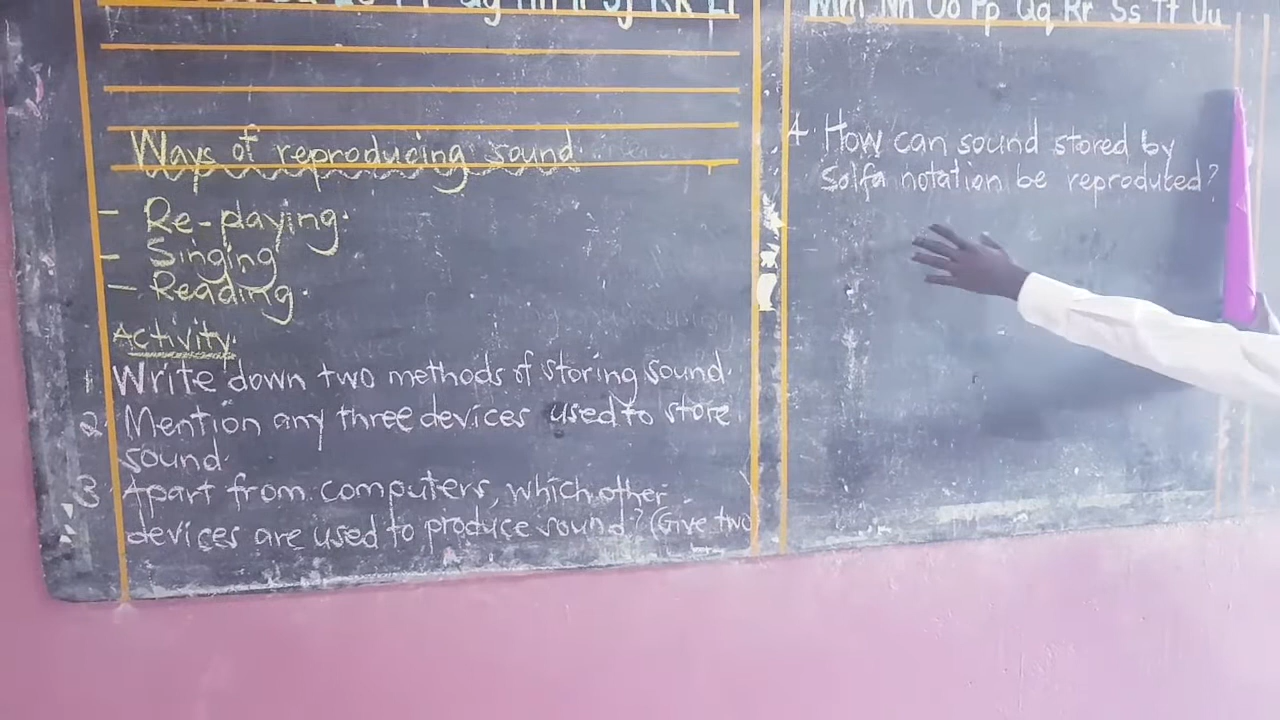 Mm Nn Oo Pp Qq Rr Ss Tt Uu
Ways of reproducing sound
- Re-playing.
- Singing
- Reading.
Activity.
1. Write down two methods of storing sound.
2. Mention any three devices used to store
sound.
3. Apart from computers, which other
devices are used to produce sound? (Give two
4. How can sound stored by
Solfa notation be reproduced?